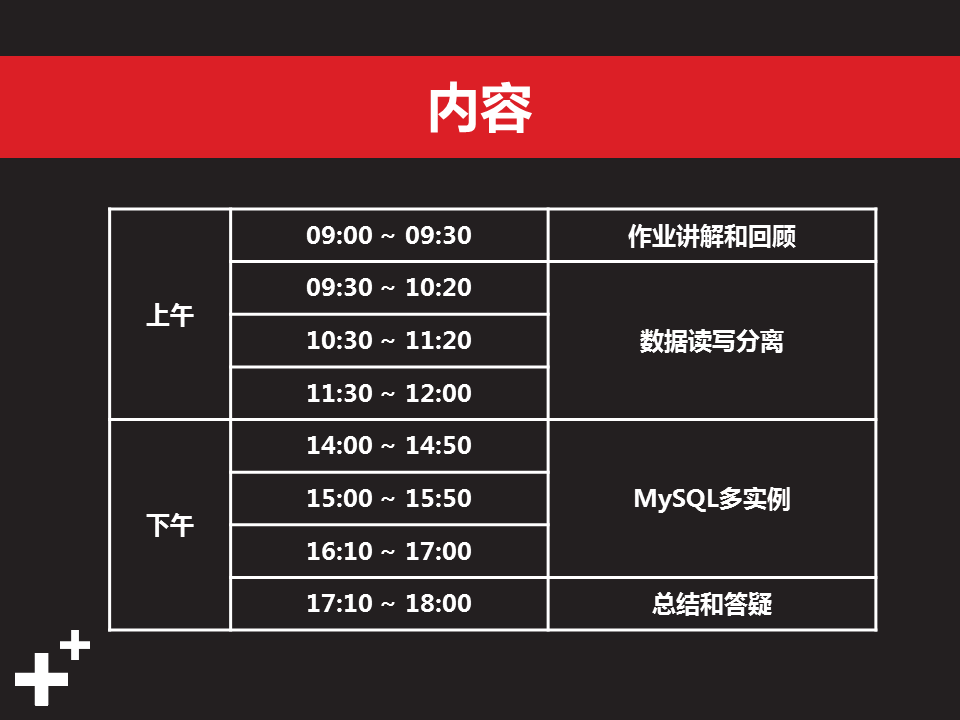 内容
上午
09:00 ~ 09:30
作业讲解和回顾
09:30 ~ 10:20
数据读写分离
10:30 ~ 11:20
11:30 ~ 12:00
下午
14:00 ~ 14:50
MySQL多实例
15:00 ~ 15:50
16:10 ~ 17:00
17:10 ~ 18:00
总结和答疑